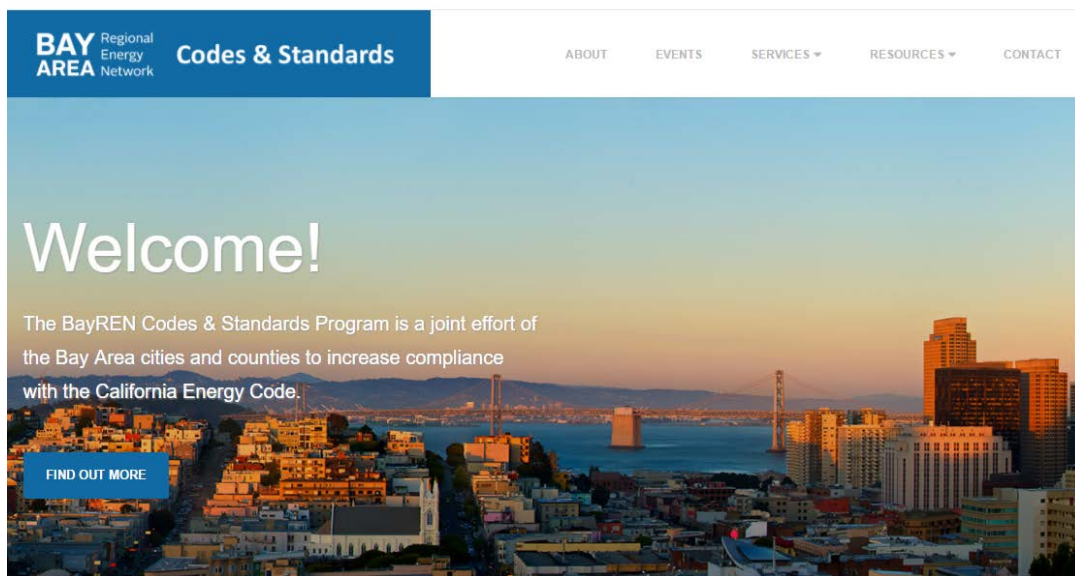 BAY AREA Regional Energy Network
Codes & Standards
ABOUT EVENTS SERVICES RESOURCES CONTACT
Welcome!
The BayREN Codes & Standards Program is a joint effort of
the Bay Area cities and counties to increase compliance
with the California Energy Code.
FIND OUT MORE